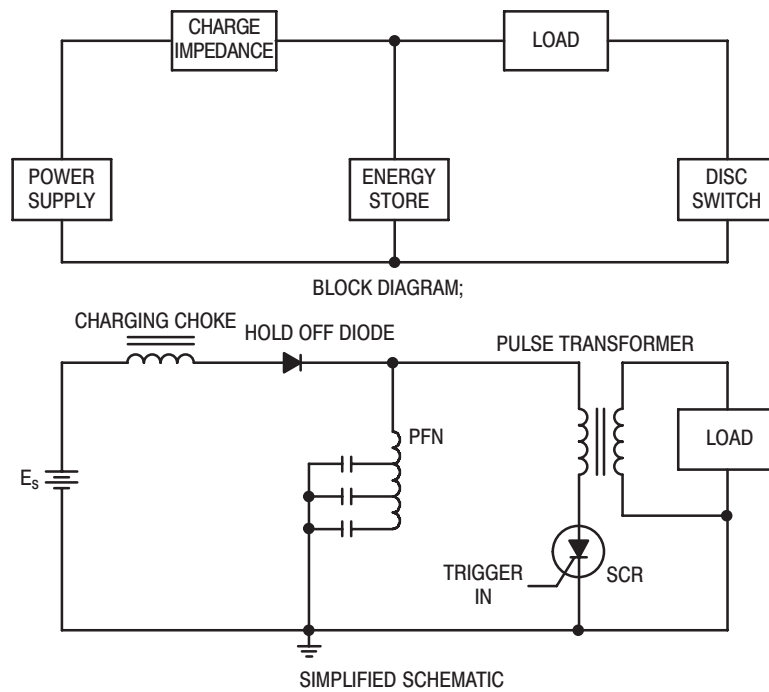 CHARGE
IMPEDANCE
LOAD
POWER
SUPPLY
ENERGY
STORE
DISC
SWITCH
BLOCK DIAGRAM;
CHARGING CHOKE
HOLD OFF DIODE
PULSE TRANSFORMER
PFN
LOAD
Es
TRIGGER
IN
SCR
SIMPLIFIED SCHEMATIC